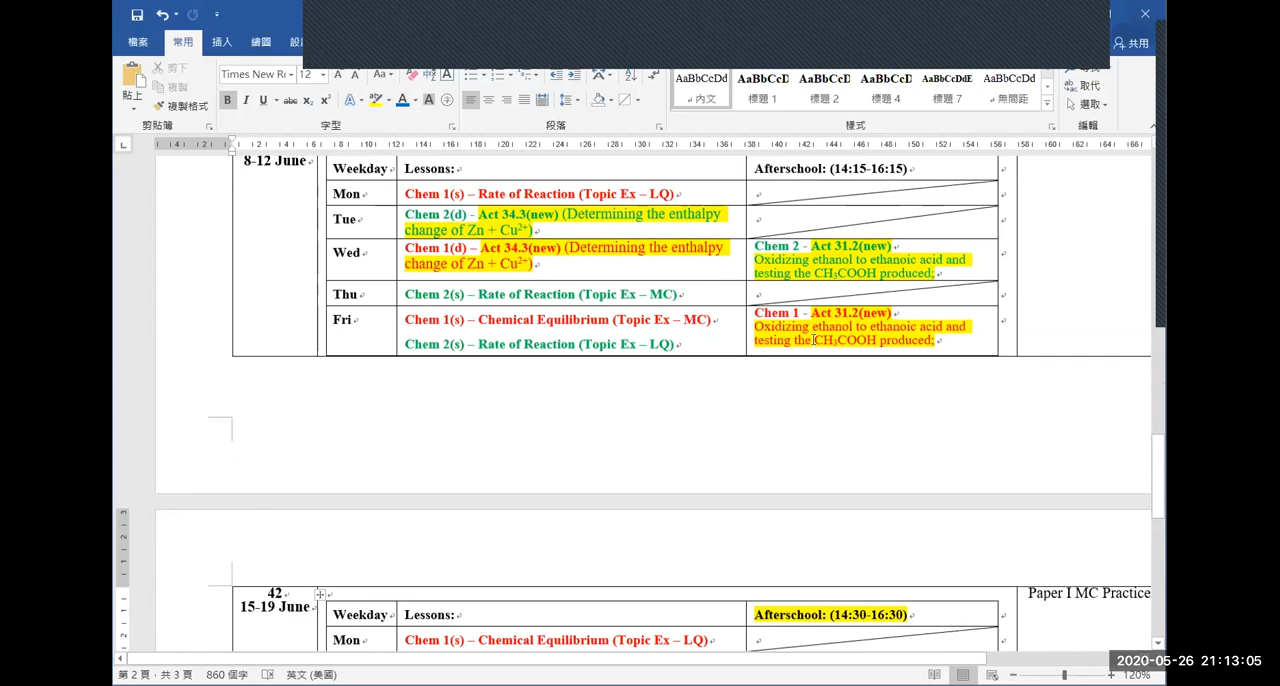 檔案 常用 插入 繪圖
共用
貼上
剪下
複製
複製格式
剪貼簿
Times New Ro 12
字型
段落
AaBbCcDd AaBbCcD AaBbCcD AaBbCcD AaBbCcDdE AaBbCcDd
內文 標題 1 標題 2 標題 4 標題 7 無間距
樣式
取代
選取
編輯
8-12 June
Weekday Lessons: Afterschool: (14:15-16:15)
Mon Chem 1(s) – Rate of Reaction (Topic Ex – LQ)
Tue Chem 2(d) - Act 34.3(new) (Determining the enthalpy
change of Zn + Cu²⁺)
Wed Chem 1(d) – Act 34.3(new) (Determining the enthalpy
change of Zn + Cu²⁺)
Chem 2 - Act 31.2(new)
Oxidizing ethanol to ethanoic acid and
testing the CH₃COOH produced;
Thu Chem 2(s) – Rate of Reaction (Topic Ex – MC)
Fri Chem 1(s) – Chemical Equilibrium (Topic Ex – MC)
Chem 2(s) – Rate of Reaction (Topic Ex – LQ)
Chem 1 - Act 31.2(new)
Oxidizing ethanol to ethanoic acid and
testing the CH₃COOH produced;
42
15-19 June
Weekday Lessons: Afterschool: (14:30-16:30)
Mon Chem 1(s) – Chemical Equilibrium (Topic Ex – LQ)
Paper I MC Practice
第 2 頁，共 3 頁 860 個字 英文 (美國)
120%
2020-05-26 21:13:05